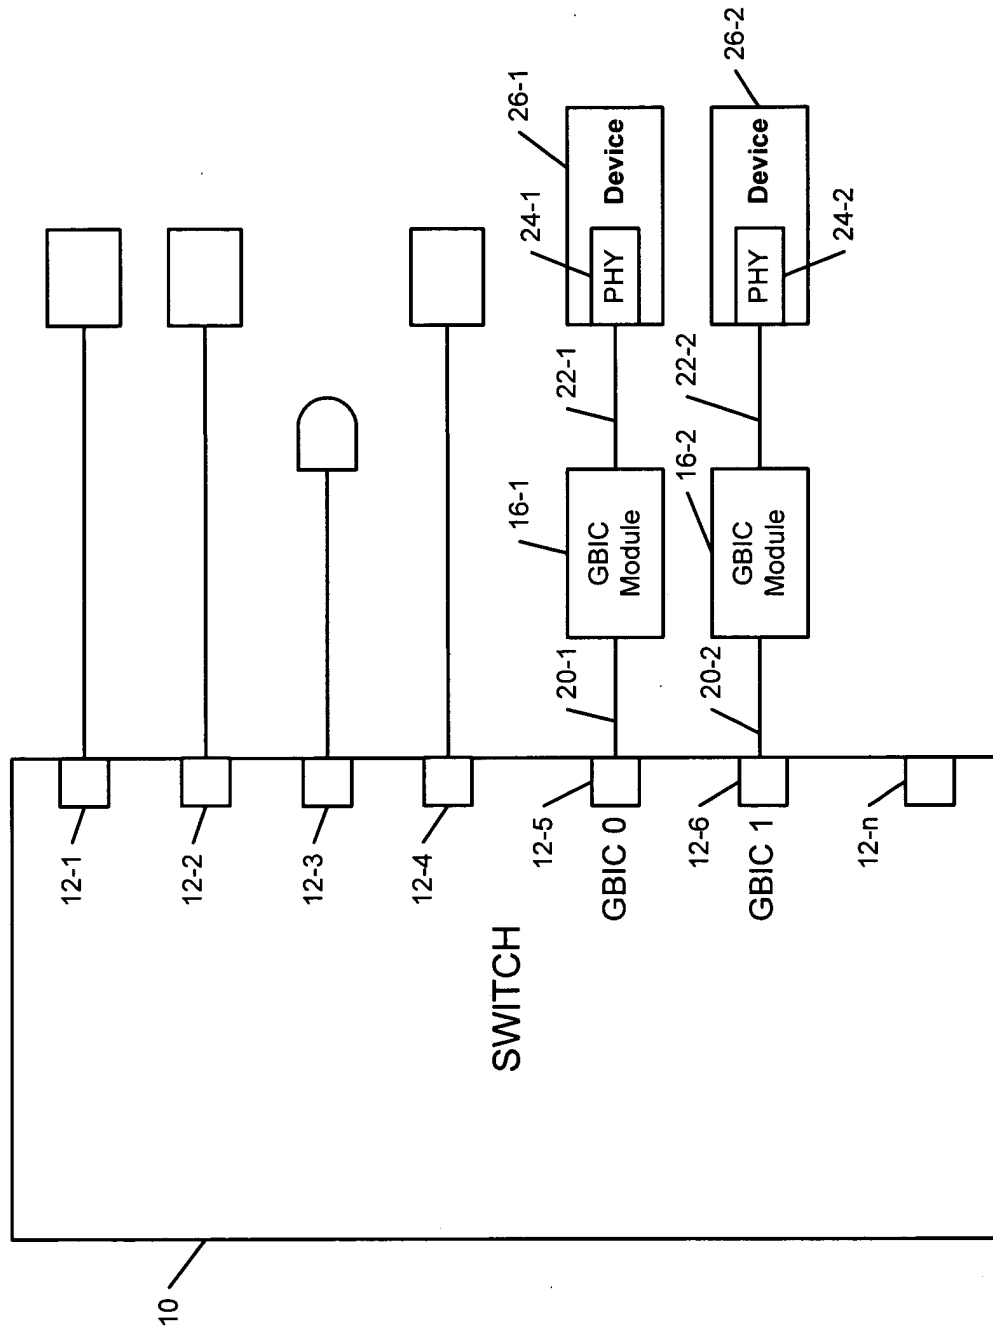 10
SWITCH
12-1
12-2
12-3
12-4
12-5
GBIC 0
12-6
GBIC 1
12-n
20-1
20-2
16-1
GBIC
Module
16-2
GBIC
Module
22-1
22-2
24-1
PHY
Device
26-1
PHY
Device
24-2
26-2